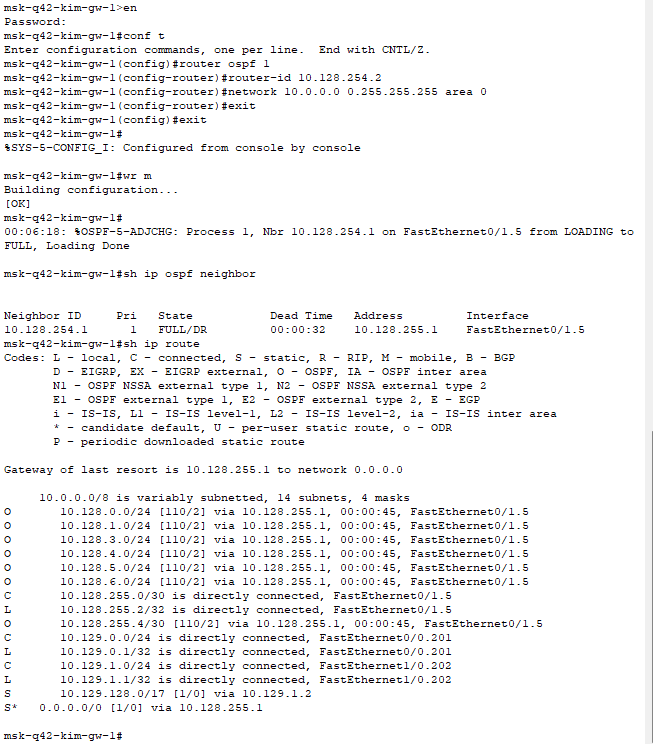 msk-q42-kim-gw-1>en
Password:
msk-q42-kim-gw-1#conf t
Enter configuration commands, one per line.  End with CNTL/Z.
msk-q42-kim-gw-1(config)#router ospf 1
msk-q42-kim-gw-1(config-router)#router-id 10.128.254.2
msk-q42-kim-gw-1(config-router)#network 10.0.0.0 0.255.255.255 area 0
msk-q42-kim-gw-1(config-router)#exit
msk-q42-kim-gw-1(config)#exit
msk-q42-kim-gw-1#
%SYS-5-CONFIG_I: Configured from console by console
msk-q42-kim-gw-1#wr m
Building configuration...
[OK]
msk-q42-kim-gw-1#
00:06:18: %OSPF-5-ADJCHG: Process 1, Nbr 10.128.254.1 on FastEthernet0/1.5 from LOADING to
FULL, Loading Done
msk-q42-kim-gw-1#sh ip ospf neighbor
Neighbor ID     Pri   State           Dead Time   Address         Interface
10.128.254.1      1   FULL/DR         00:00:32    10.128.255.1    FastEthernet0/1.5
msk-q42-kim-gw-1#sh ip route
Codes: L - local, C - connected, S - static, R - RIP, M - mobile, B - BGP
       D - EIGRP, EX - EIGRP external, O - OSPF, IA - OSPF inter area
       N1 - OSPF NSSA external type 1, N2 - OSPF NSSA external type 2
       E1 - OSPF external type 1, E2 - OSPF external type 2, E - EGP
       i - IS-IS, L1 - IS-IS level-1, L2 - IS-IS level-2, ia - IS-IS inter area
       * - candidate default, U - per-user static route, o - ODR
       P - periodic downloaded static route
Gateway of last resort is 10.128.255.1 to network 0.0.0.0
     10.0.0.0/8 is variably subnetted, 14 subnets, 4 masks
O       10.128.0.0/24 [110/2] via 10.128.255.1, 00:00:45, FastEthernet0/1.5
O       10.128.1.0/24 [110/2] via 10.128.255.1, 00:00:45, FastEthernet0/1.5
O       10.128.3.0/24 [110/2] via 10.128.255.1, 00:00:45, FastEthernet0/1.5
O       10.128.4.0/24 [110/2] via 10.128.255.1, 00:00:45, FastEthernet0/1.5
O       10.128.5.0/24 [110/2] via 10.128.255.1, 00:00:45, FastEthernet0/1.5
O       10.128.6.0/24 [110/2] via 10.128.255.1, 00:00:45, FastEthernet0/1.5
C       10.128.255.0/30 is directly connected, FastEthernet0/1.5
L       10.128.255.2/32 is directly connected, FastEthernet0/1.5
O       10.128.255.4/30 [110/2] via 10.128.255.1, 00:00:45, FastEthernet0/1.5
C       10.129.0.0/24 is directly connected, FastEthernet0/0.201
L       10.129.0.1/32 is directly connected, FastEthernet0/0.201
C       10.129.1.0/24 is directly connected, FastEthernet1/0.202
L       10.129.1.1/32 is directly connected, FastEthernet1/0.202
S       10.129.128.0/17 [1/0] via 10.129.1.2
S*   0.0.0.0/0 [1/0] via 10.128.255.1
msk-q42-kim-gw-1#